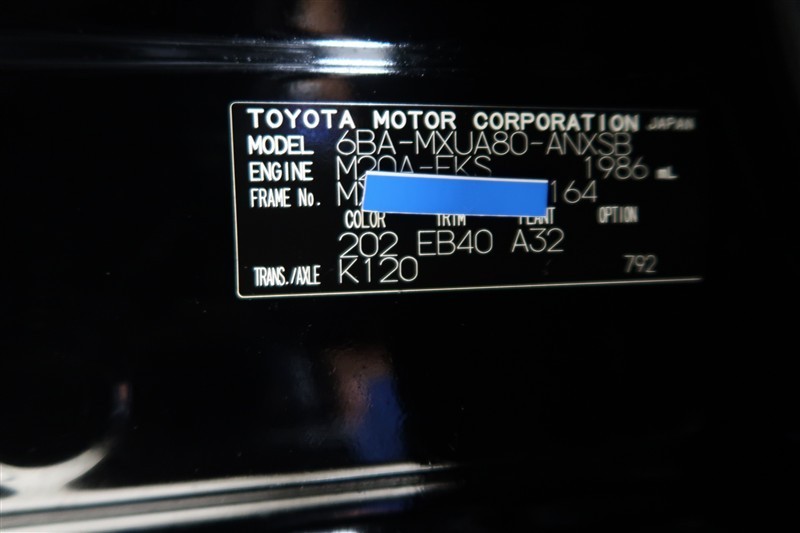 TOYOTA MOTOR CORPORATION JAPAN
MODEL 6BA-MXUA80-ANXSB
ENGINE M20A-FKS 1986 mL
FRAME No. MX 164
COLOR TRIM PLANT OPTION
202 EB40 A32
TRANS./AXLE K120 792